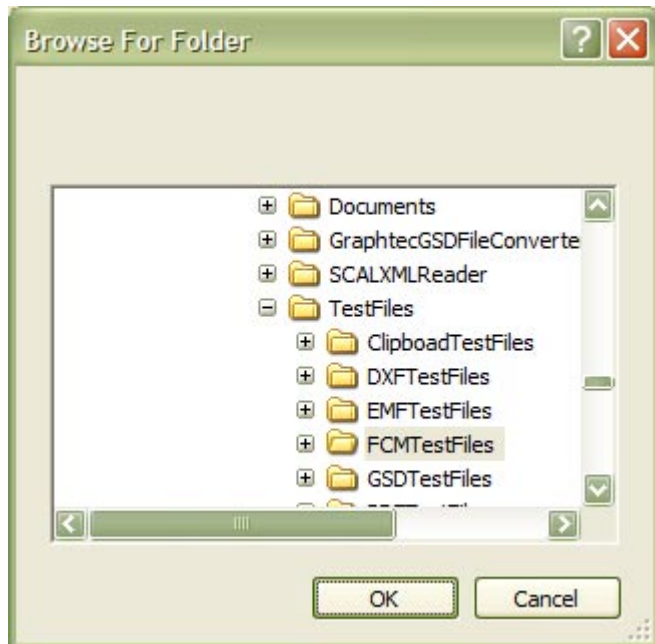 Browse For Folder
Documents
GraphtecGSDFileConverte
SCALXMLReader
TestFiles
ClipboadTestFiles
DXFTestFiles
EMFTestFiles
FCMTestFiles
GSDTestFiles
OK
Cancel